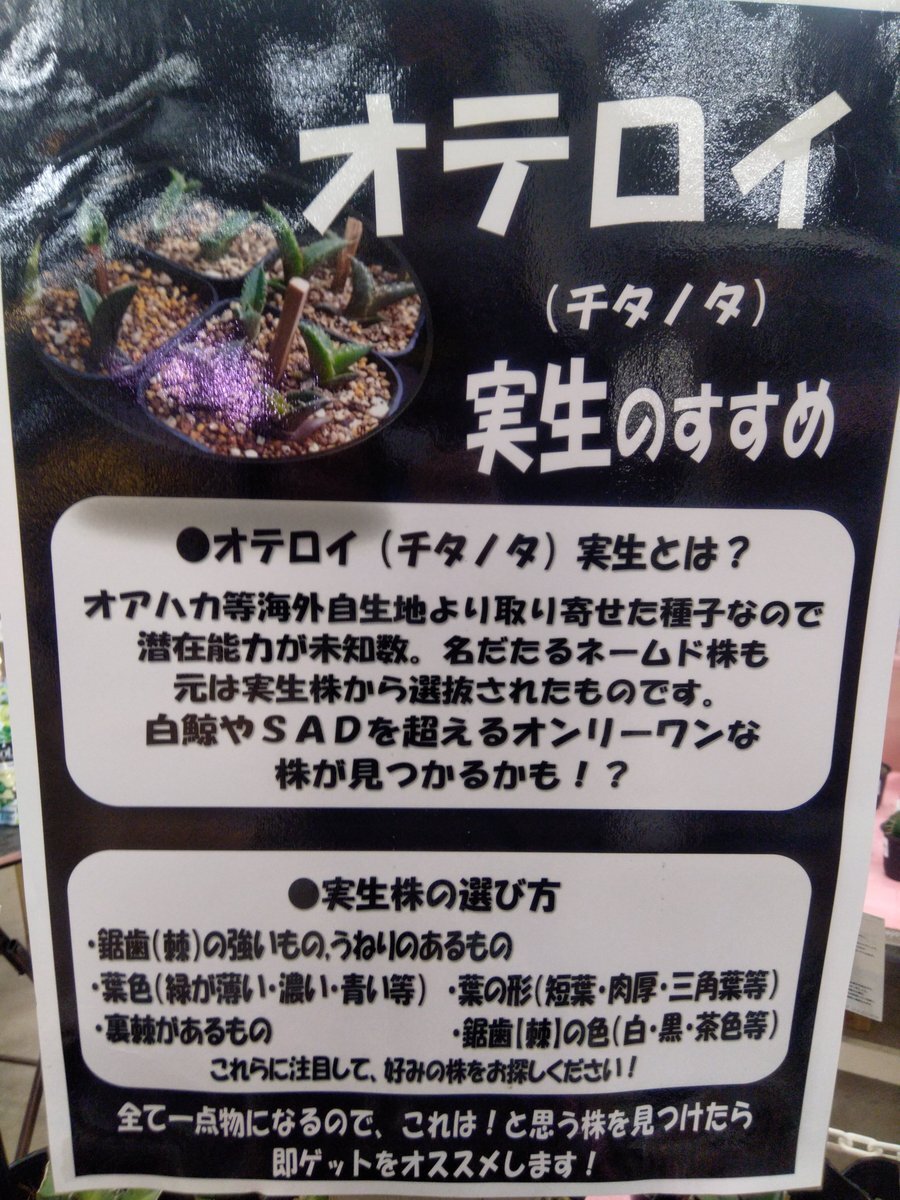 オテロイ
(チタノタ)
実生のすすめ
●オテロイ（チタノタ）実生とは？
オアハカ等海外自生地より取り寄せた種子なので
潜在能力が未知数。名だたるネームド株も
元は実生株から選抜されたものです。
白鯨やＳＡＤを超えるオンリーワンな
株が見つかるかも！？
●実生株の選び方
・鋸歯(棘)の強いもの,うねりのあるもの
・葉色(緑が薄い・濃い・青い等) ・葉の形(短葉・肉厚・三角葉等)
・裏棘があるもの ・鋸歯【棘】の色(白・黒・茶色等)
これらに注目して、好みの株をお探しください！
全て一点物になるので、これは！と思う株を見つけたら
即ゲットをオススメします！